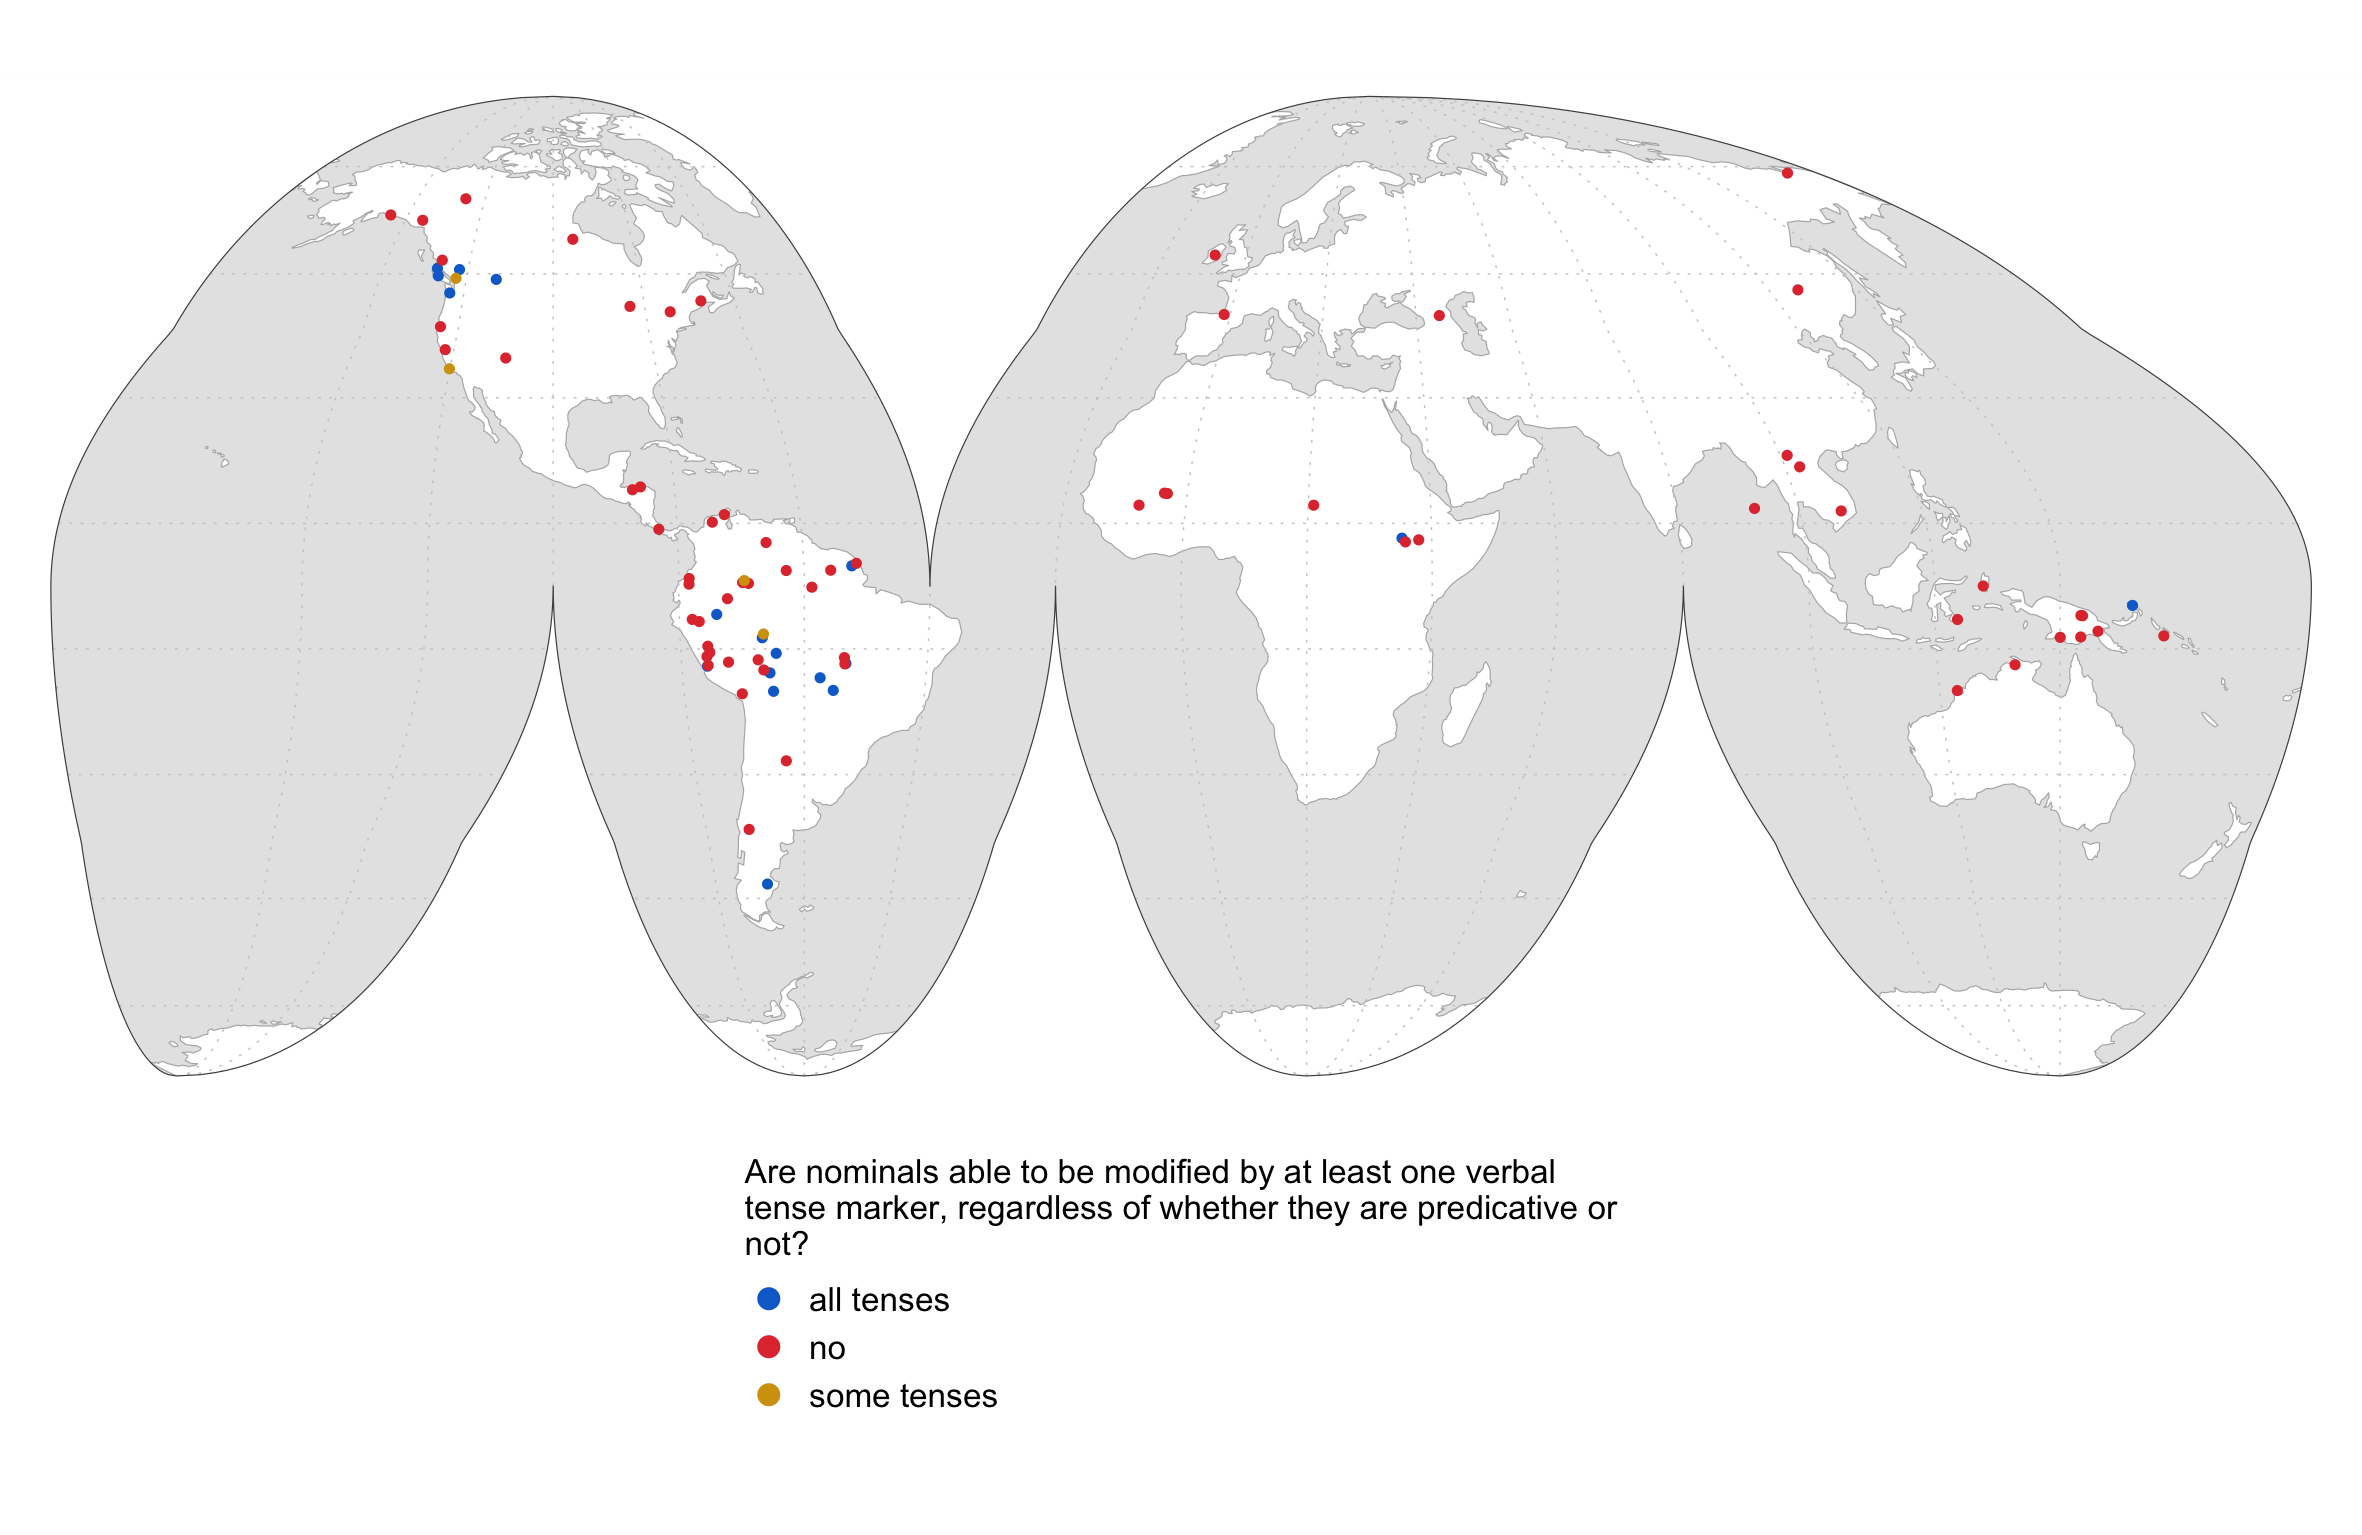 Are nominals able to be modified by at least one verbal
tense marker, regardless of whether they are predicative or
not?
all tenses
no
some tenses